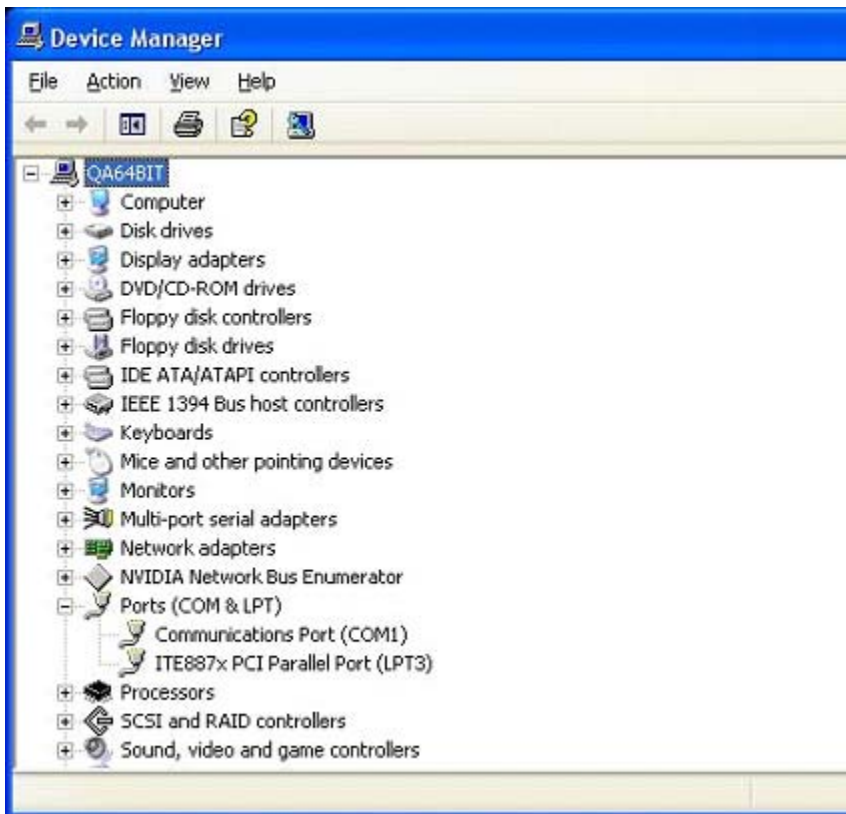 Device Manager
File Action View Help
QA64BIT
Computer
Disk drives
Display adapters
DVD/CD-ROM drives
Floppy disk controllers
Floppy disk drives
IDE ATA/ATAPI controllers
IEEE 1394 Bus host controllers
Keyboards
Mice and other pointing devices
Monitors
Multi-port serial adapters
Network adapters
NVIDIA Network Bus Enumerator
Ports (COM & LPT)
Communications Port (COM1)
ITE887x PCI Parallel Port (LPT3)
Processors
SCSI and RAID controllers
Sound, video and game controllers